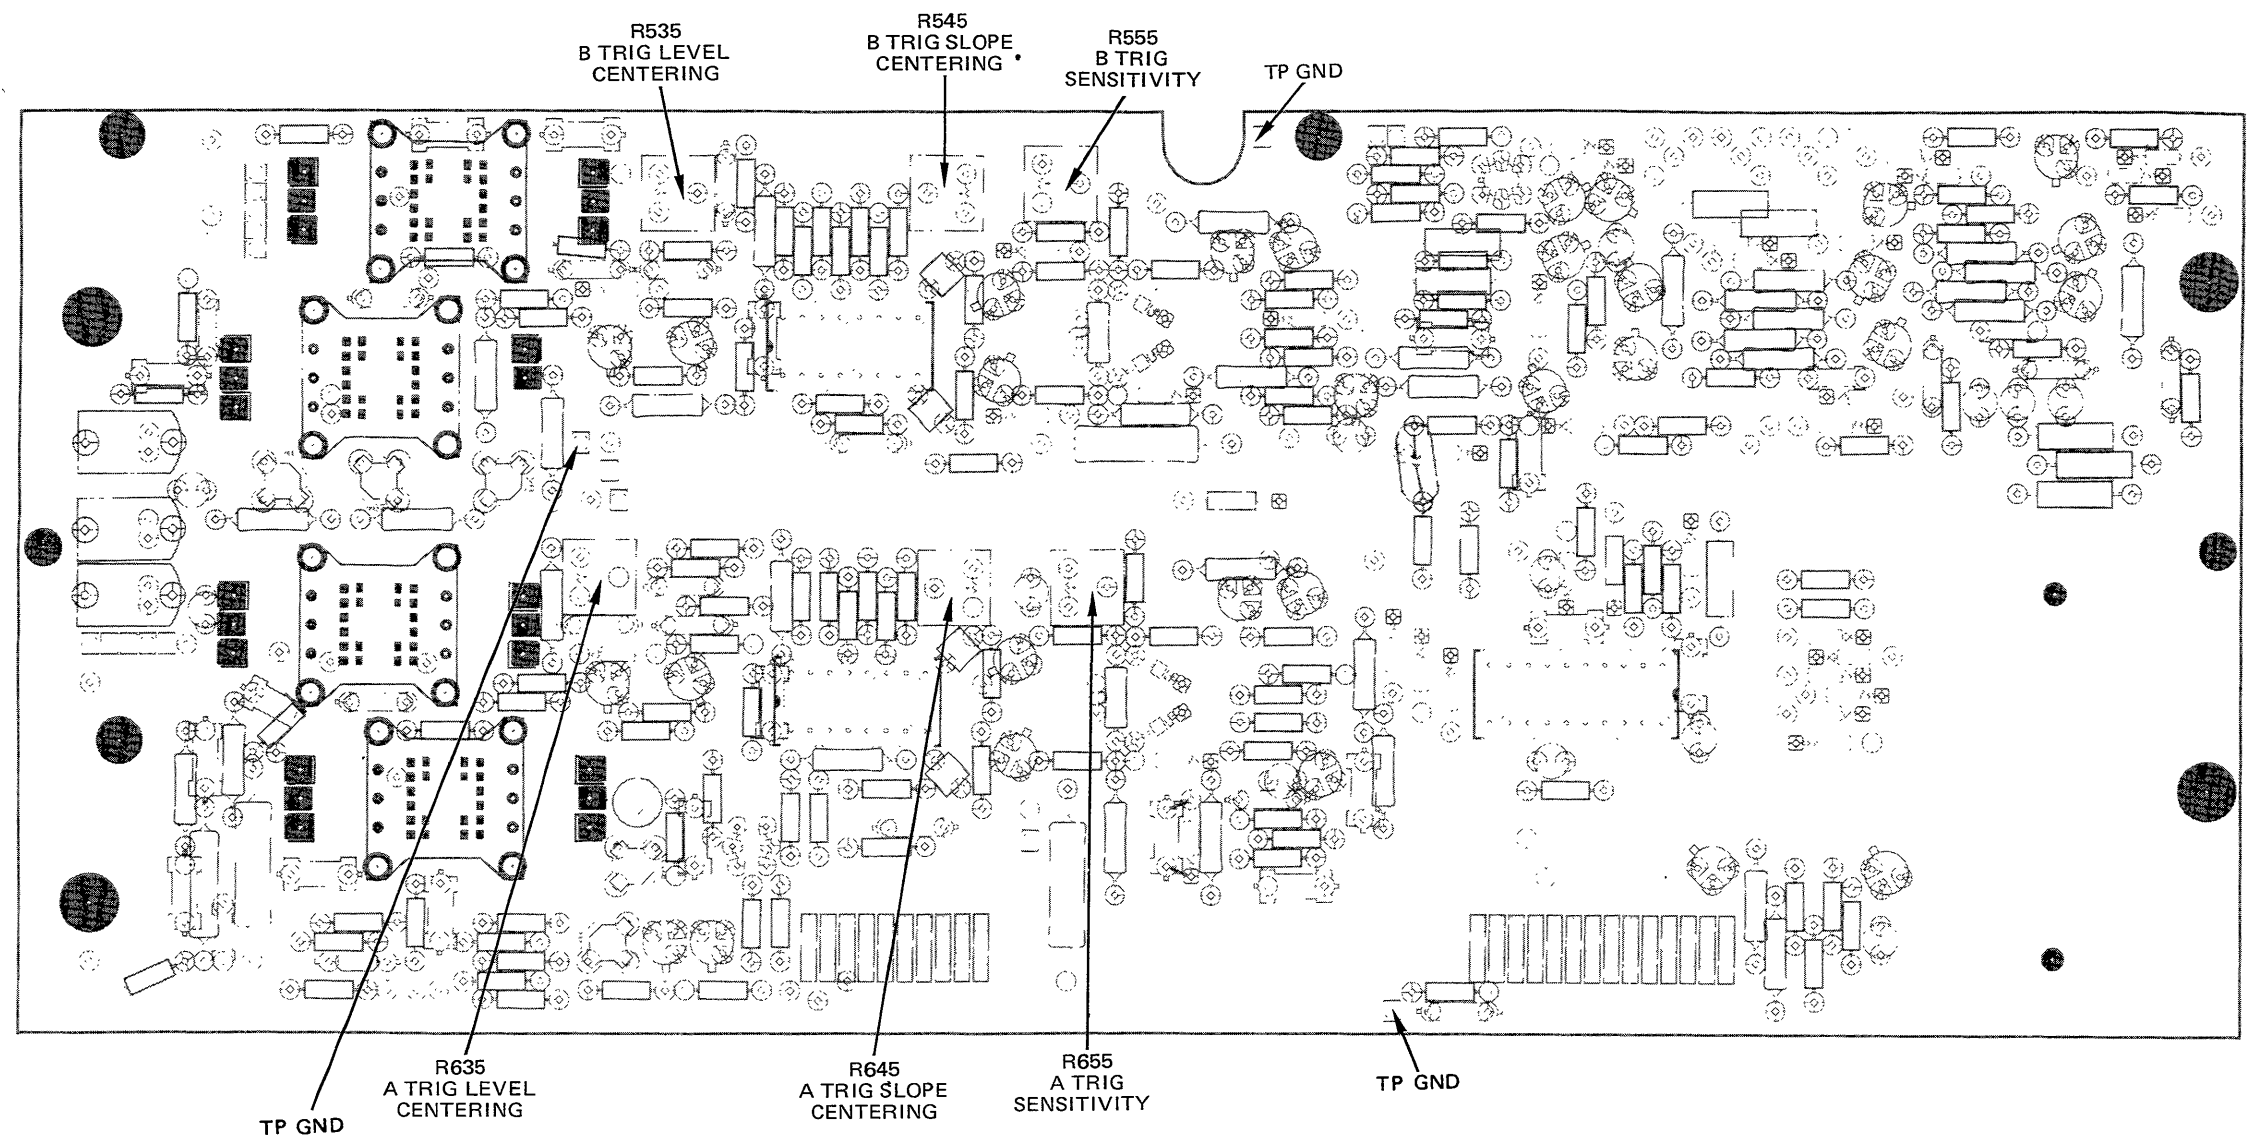 R535
B TRIG LEVEL
CENTERING
R545
B TRIG SLOPE
CENTERING
R555
B TRIG
SENSITIVITY
TP GND
R635
A TRIG LEVEL
CENTERING
TP GND
R645
A TRIG SLOPE
CENTERING
R655
A TRIG
SENSITIVITY
TP GND